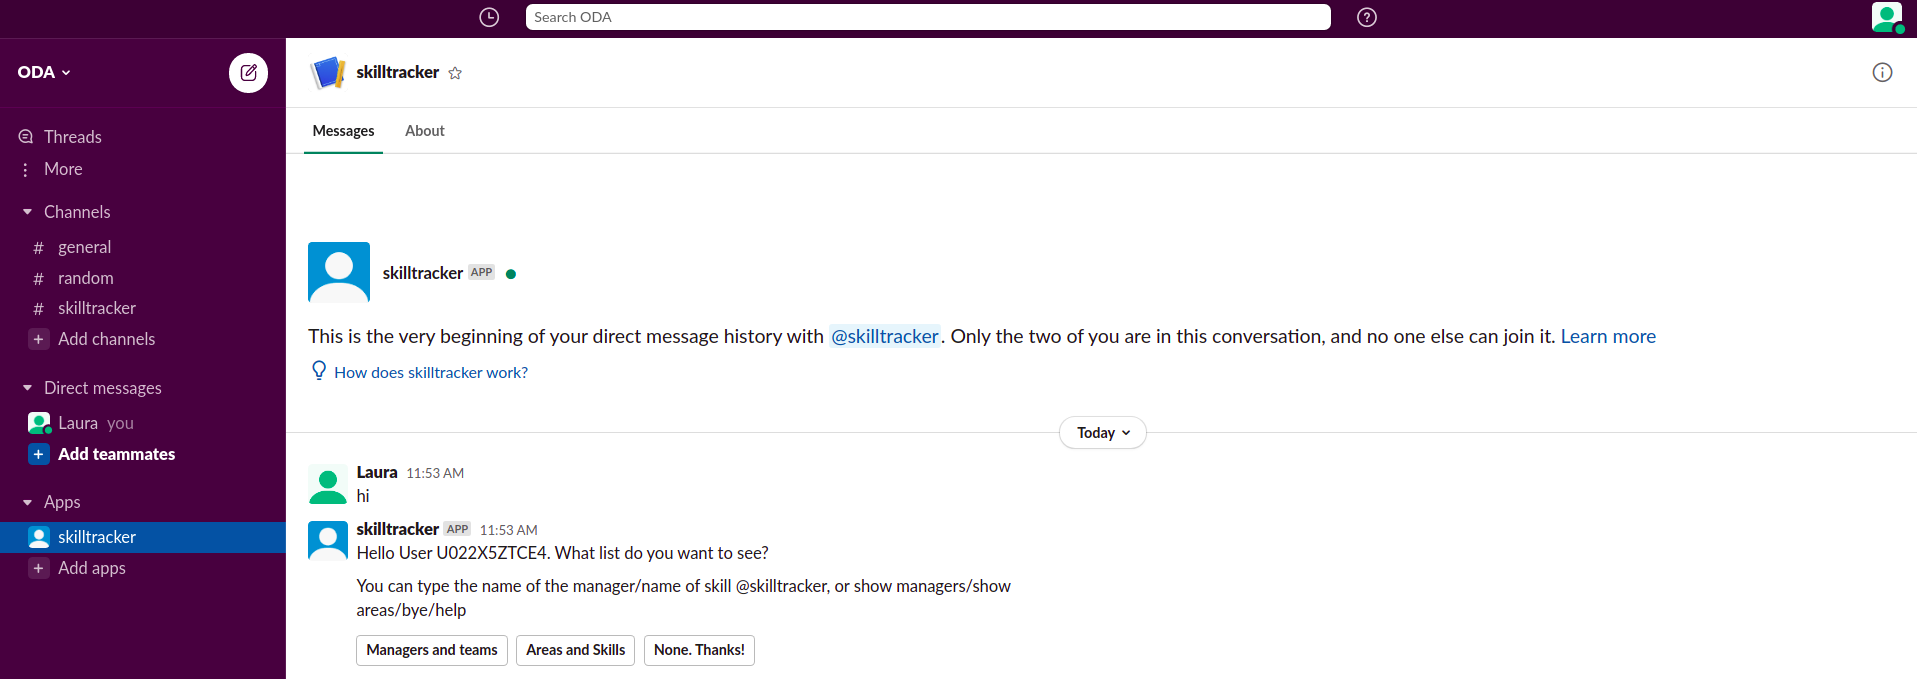 Search ODA
ODA
Threads
More
Channels
# general
# random
# skilltracker
+ Add channels
Direct messages
Laura you
+ Add teammates
Apps
skilltracker
+ Add apps
skilltracker
Messages About
skilltracker APP
This is the very beginning of your direct message history with @skilltracker. Only the two of you are in this conversation, and no one else can join it. Learn more
How does skilltracker work?
Today
Laura 11:53 AM
hi
skilltracker APP 11:53 AM
Hello User U022X5ZTCE4. What list do you want to see?
You can type the name of the manager/name of skill @skilltracker, or show managers/show
areas/bye/help
Managers and teams Areas and Skills None. Thanks!